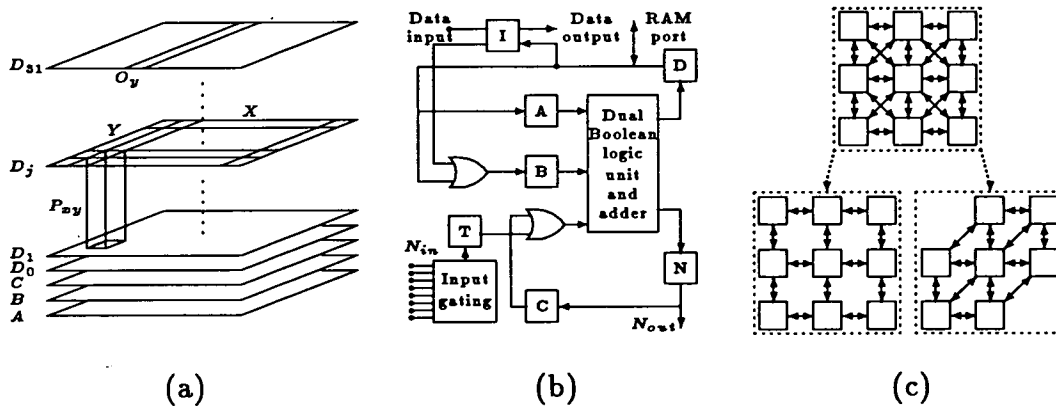 D31
Oy
X
Y
Dj
Pxy
D1
D0
C
B
A
(a)
Data input
I
Data output
RAM port
D
A
B
Dual Boolean logic unit and adder
T
Nin
Input gating
N
C
Nout
(b)
(c)